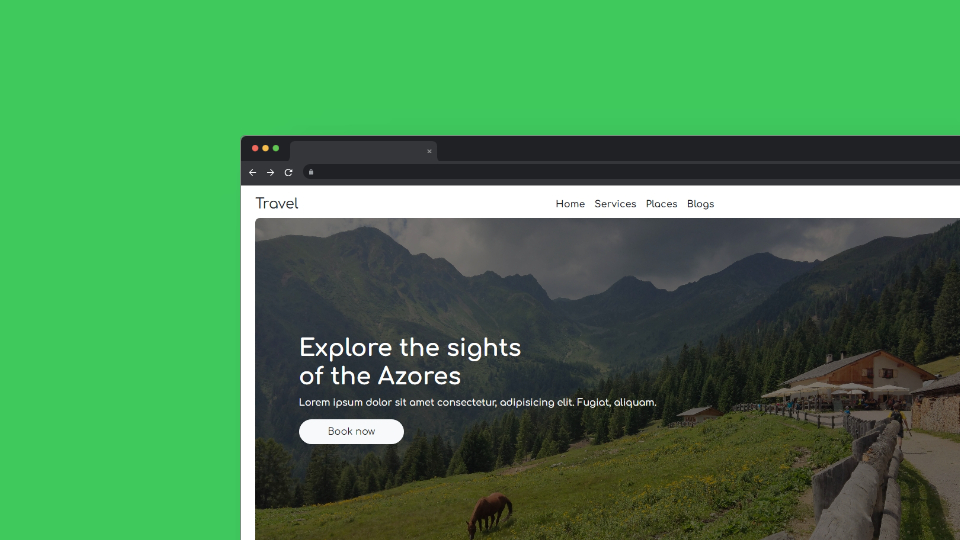 Travel
Home Services Places Blogs
Explore the sights
of the Azores
Lorem ipsum dolor sit amet consectetur, adipisicing elit. Fugiat, aliquam.
Book now